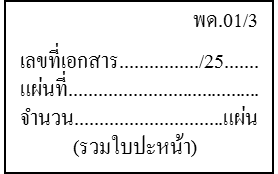 พด.01/3
เลขที่เอกสาร................/25.......
แผ่นที่............................................
จำนวน..............................แผ่น
(รวมใบปะหน้า)